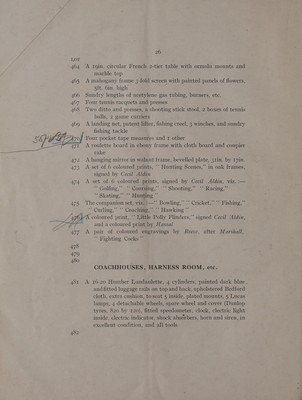 26
LOT
464 A 19in. circular French 2-tier table with ormolu mounts and
marble top
465 A mahogany frame 3-fold screen with painted panels of flowers,
5ft. 6in. high
466 Sundry lengths of acetylene gas tubing, burners, etc.
467 Four tennis racquets and presses
468 Two ditto and presses, a shooting stick stool, 2 boxes of tennis
balls, 2 game carriers
469 A landing net, patent lifter, fishing creel, 3 winches, and sundry
fishing tackle
470 Four pocket tape measures and 1 other
471 A roulette board in ebony frame with cloth board and
rake
472 A hanging mirror in walnut frame, bevelled plate, 31in. by 17in.
473 A set of 6 coloured prints, "Hunting Scenes," in oak frames,
signed by Cecil Aldin
474 A set of 6 coloured prints, signed by Cecil Aldin, viz. :—
"Golfing," "Coursing," "Shooting," "Racing,"
"Skating," "Hunting"
475 The companion set, viz. :—"Bowling," "Cricket," "Fishing,"
"Curling," "Coaching," "Hawking"
476 A coloured print, "Little Polly Flinders," signed Cecil Aldin,
and a coloured print by Hassal
477 A pair of coloured engravings by Reeve, after Marshall,
"Fighting Cocks"
478
479
480
COACHHOUSES, HARNESS ROOM, etc.
481 A 16-20 Humber Landaulette, 4 cylinders, painted dark blue,
and fitted luggage rails on top and back, upholstered Bedford
cloth, extra cushion, to seat 5 inside, plated mounts, 5 Lucas
lamps, 4 detachable wheels, spare wheel and cover (Dunlop
tyres, 820 by 120), fitted speedometer, clock, electric light
inside, electric indicator, shock absorbers, horn and siren, in
excellent condition, and all tools
482